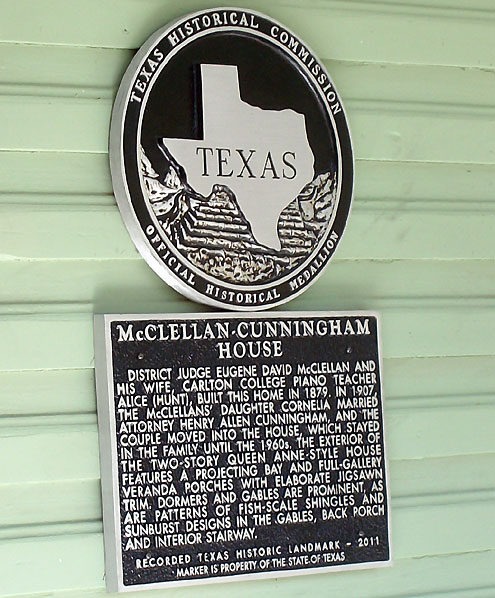 TEXAS HISTORICAL COMMISSION
TEXAS
OFFICIAL HISTORICAL MEDALLION
McCLELLAN-CUNNINGHAM
HOUSE
DISTRICT JUDGE EUGENE DAVID McCLELLAN AND
HIS WIFE, CARLTON COLLEGE PIANO TEACHER
ALICE (HUNT), BUILT THIS HOME IN 1879. IN 1907,
THE McCLELLANS' DAUGHTER CORNELIA MARRIED
ATTORNEY HENRY ALLEN CUNNINGHAM, AND THE
COUPLE MOVED INTO THE HOUSE, WHICH STAYED
IN THE FAMILY UNTIL THE 1960s. THE EXTERIOR OF
THE TWO-STORY QUEEN ANNE-STYLE HOUSE
FEATURES A PROJECTING BAY AND FULL-GALLERY
VERANDA PORCHES WITH ELABORATE JIGSAWN
TRIM. DORMERS AND GABLES ARE PROMINENT, AS
ARE PATTERNS OF FISH-SCALE SHINGLES AND
SUNBURST DESIGNS IN THE GABLES, BACK PORCH
AND INTERIOR STAIRWAY.
RECORDED TEXAS HISTORIC LANDMARK - 2011
MARKER IS PROPERTY OF THE STATE OF TEXAS